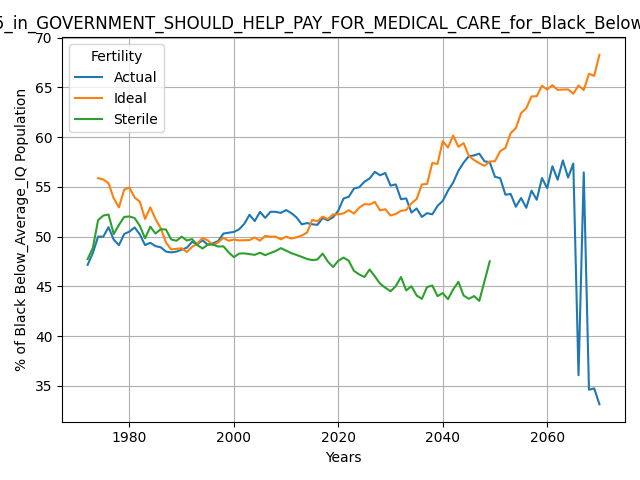 _in_GOVERNMENT_SHOULD_HELP_PAY_FOR_MEDICAL_CARE_for_Black_Below
Fertility
Actual
Ideal
Sterile
% of Black Below_Average_IQ Population
70
65
60
55
50
45
40
35
1980
2000
2020
2040
2060
Years